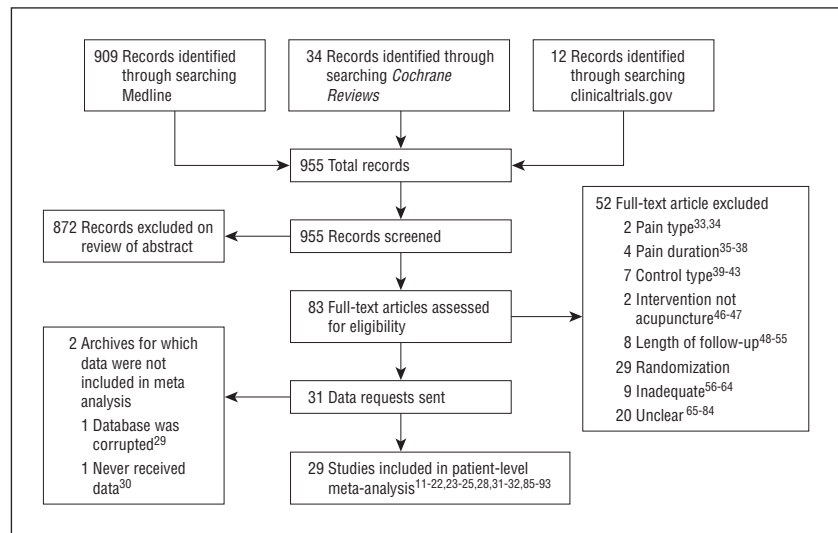 909 Records identified
through searching
Medline
34 Records identified through
searching Cochrane
Reviews
12 Records identified
through searching
clinicaltrials.gov
955 Total records
872 Records excluded on
review of abstract
955 Records screened
52 Full-text article excluded
2 Pain type33,34
4 Pain duration35-38
7 Control type39-43
2 Intervention not
acupuncture46-47
8 Length of follow-up48-55
29 Randomization
9 Inadequate56-64
20 Unclear65-84
83 Full-text articles assessed
for eligibility
2 Archives for which
data were not
included in meta
analysis
1 Database was
corrupted29
1 Never received
data30
31 Data requests sent
29 Studies included in patient-level
meta-analysis11-22,23-25,28,31-32,85-93